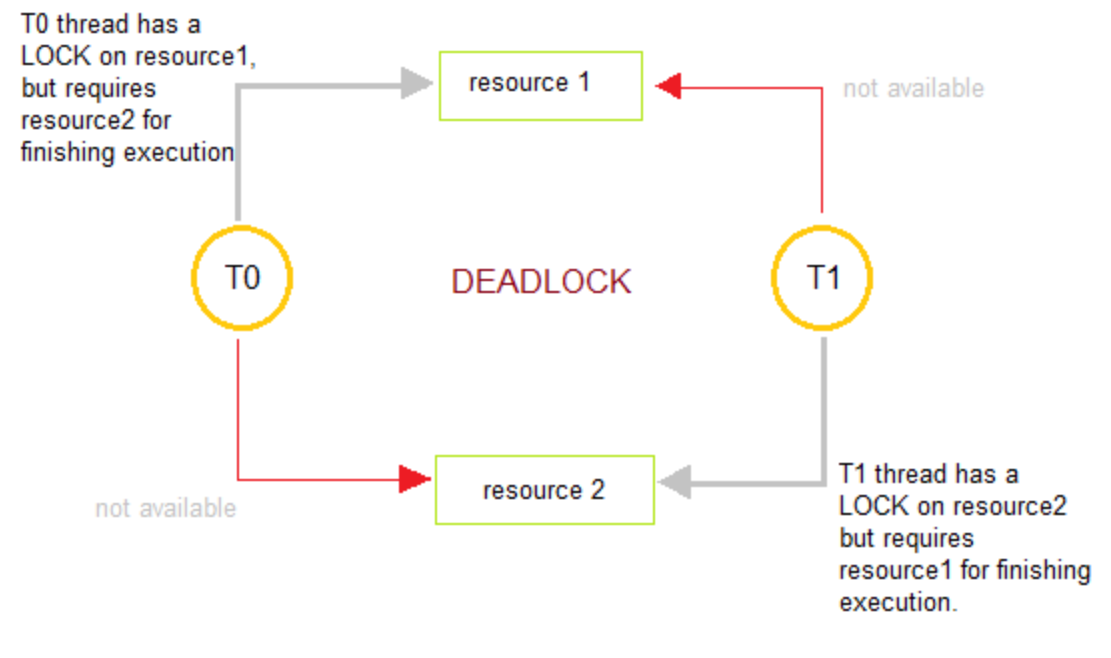 T0 thread has a
LOCK on resource1,
but requires
resource2 for
finishing execution
resource 1
not available
T0
DEADLOCK
T1
not available
resource 2
T1 thread has a
LOCK on resource2
but requires
resource1 for finishing
execution.